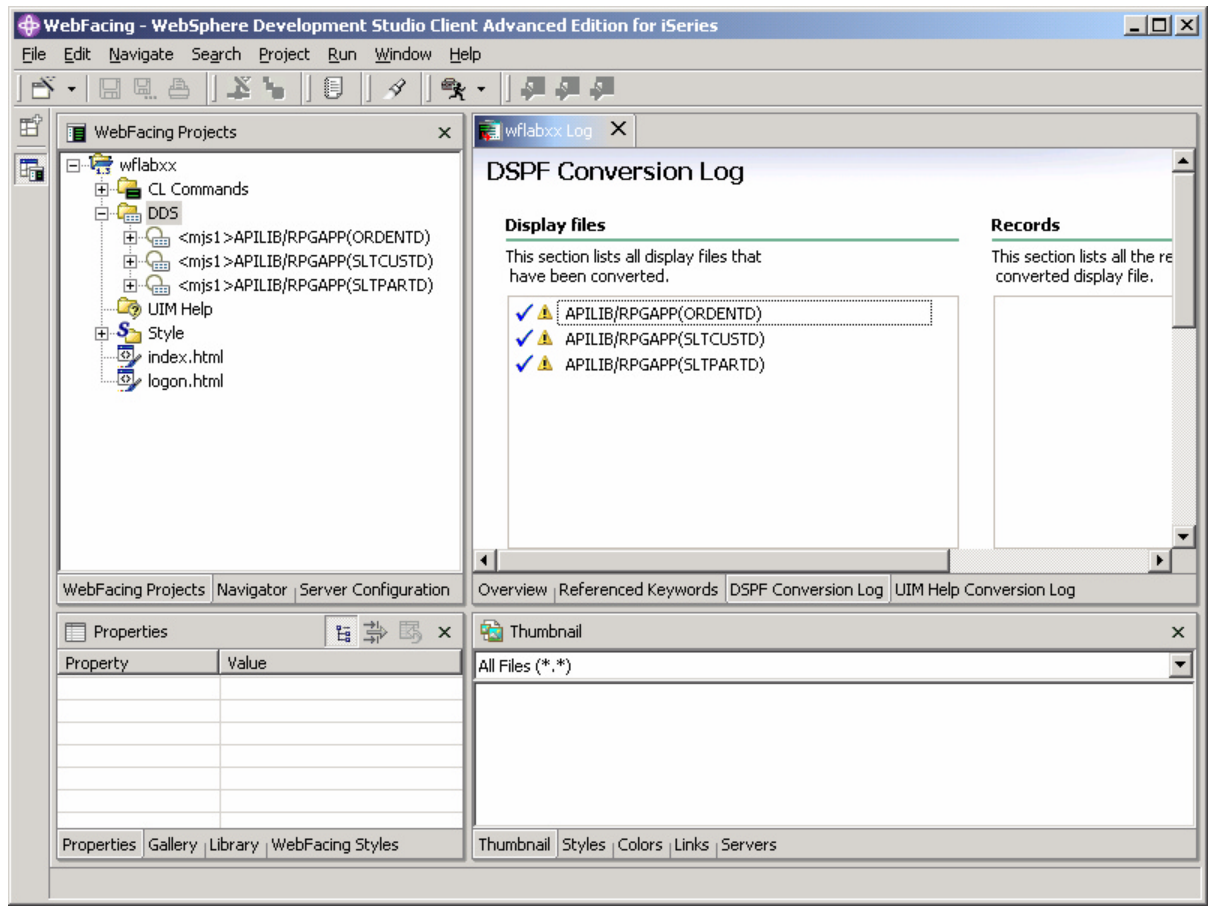 WebFacing - WebSphere Development Studio Client Advanced Edition for iSeries
File Edit Navigate Search Project Run Window Help
WebFacing Projects
wflabxx
CL Commands
DDS
<mjs1>APILIB/RPGAPP(ORDENTD)
<mjs1>APILIB/RPGAPP(SLTCUSTD)
<mjs1>APILIB/RPGAPP(SLTPARTD)
UIM Help
Style
index.html
logon.html
WebFacing Projects Navigator Server Configuration
wflabxx Log
DSPF Conversion Log
Display files
This section lists all display files that
have been converted.
APILIB/RPGAPP(ORDENTD)
APILIB/RPGAPP(SLTCUSTD)
APILIB/RPGAPP(SLTPARTD)
Records
This section lists all the re
converted display file.
Overview Referenced Keywords DSPF Conversion Log UIM Help Conversion Log
Properties
Property Value
Properties Gallery Library WebFacing Styles
Thumbnail
All Files (*.*)
Thumbnail Styles Colors Links Servers